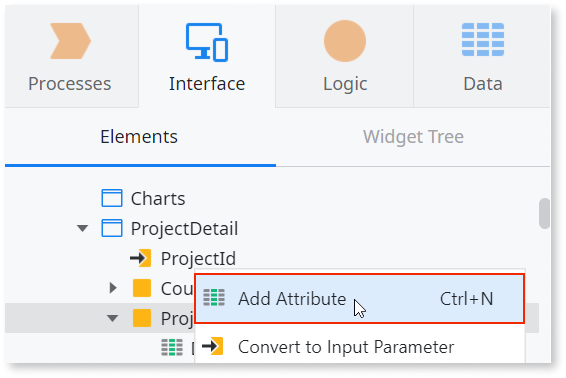 Processes Interface Logic Data
Elements Widget Tree
Charts
ProjectDetail
ProjectId
Cou
Add Attribute Ctrl+N
Proj
Convert to Input Parameter